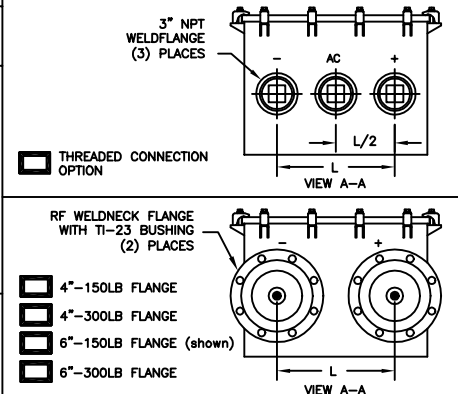 3" NPT
WELDFLANGE
(3) PLACES
- AC +
L/2
L
VIEW A-A
THREADED CONNECTION
OPTION
RF WELDNECK FLANGE
WITH TI-23 BUSHING
(2) PLACES
- +
4"-150LB FLANGE
4"-300LB FLANGE
6"-150LB FLANGE (shown)
6"-300LB FLANGE
L
VIEW A-A